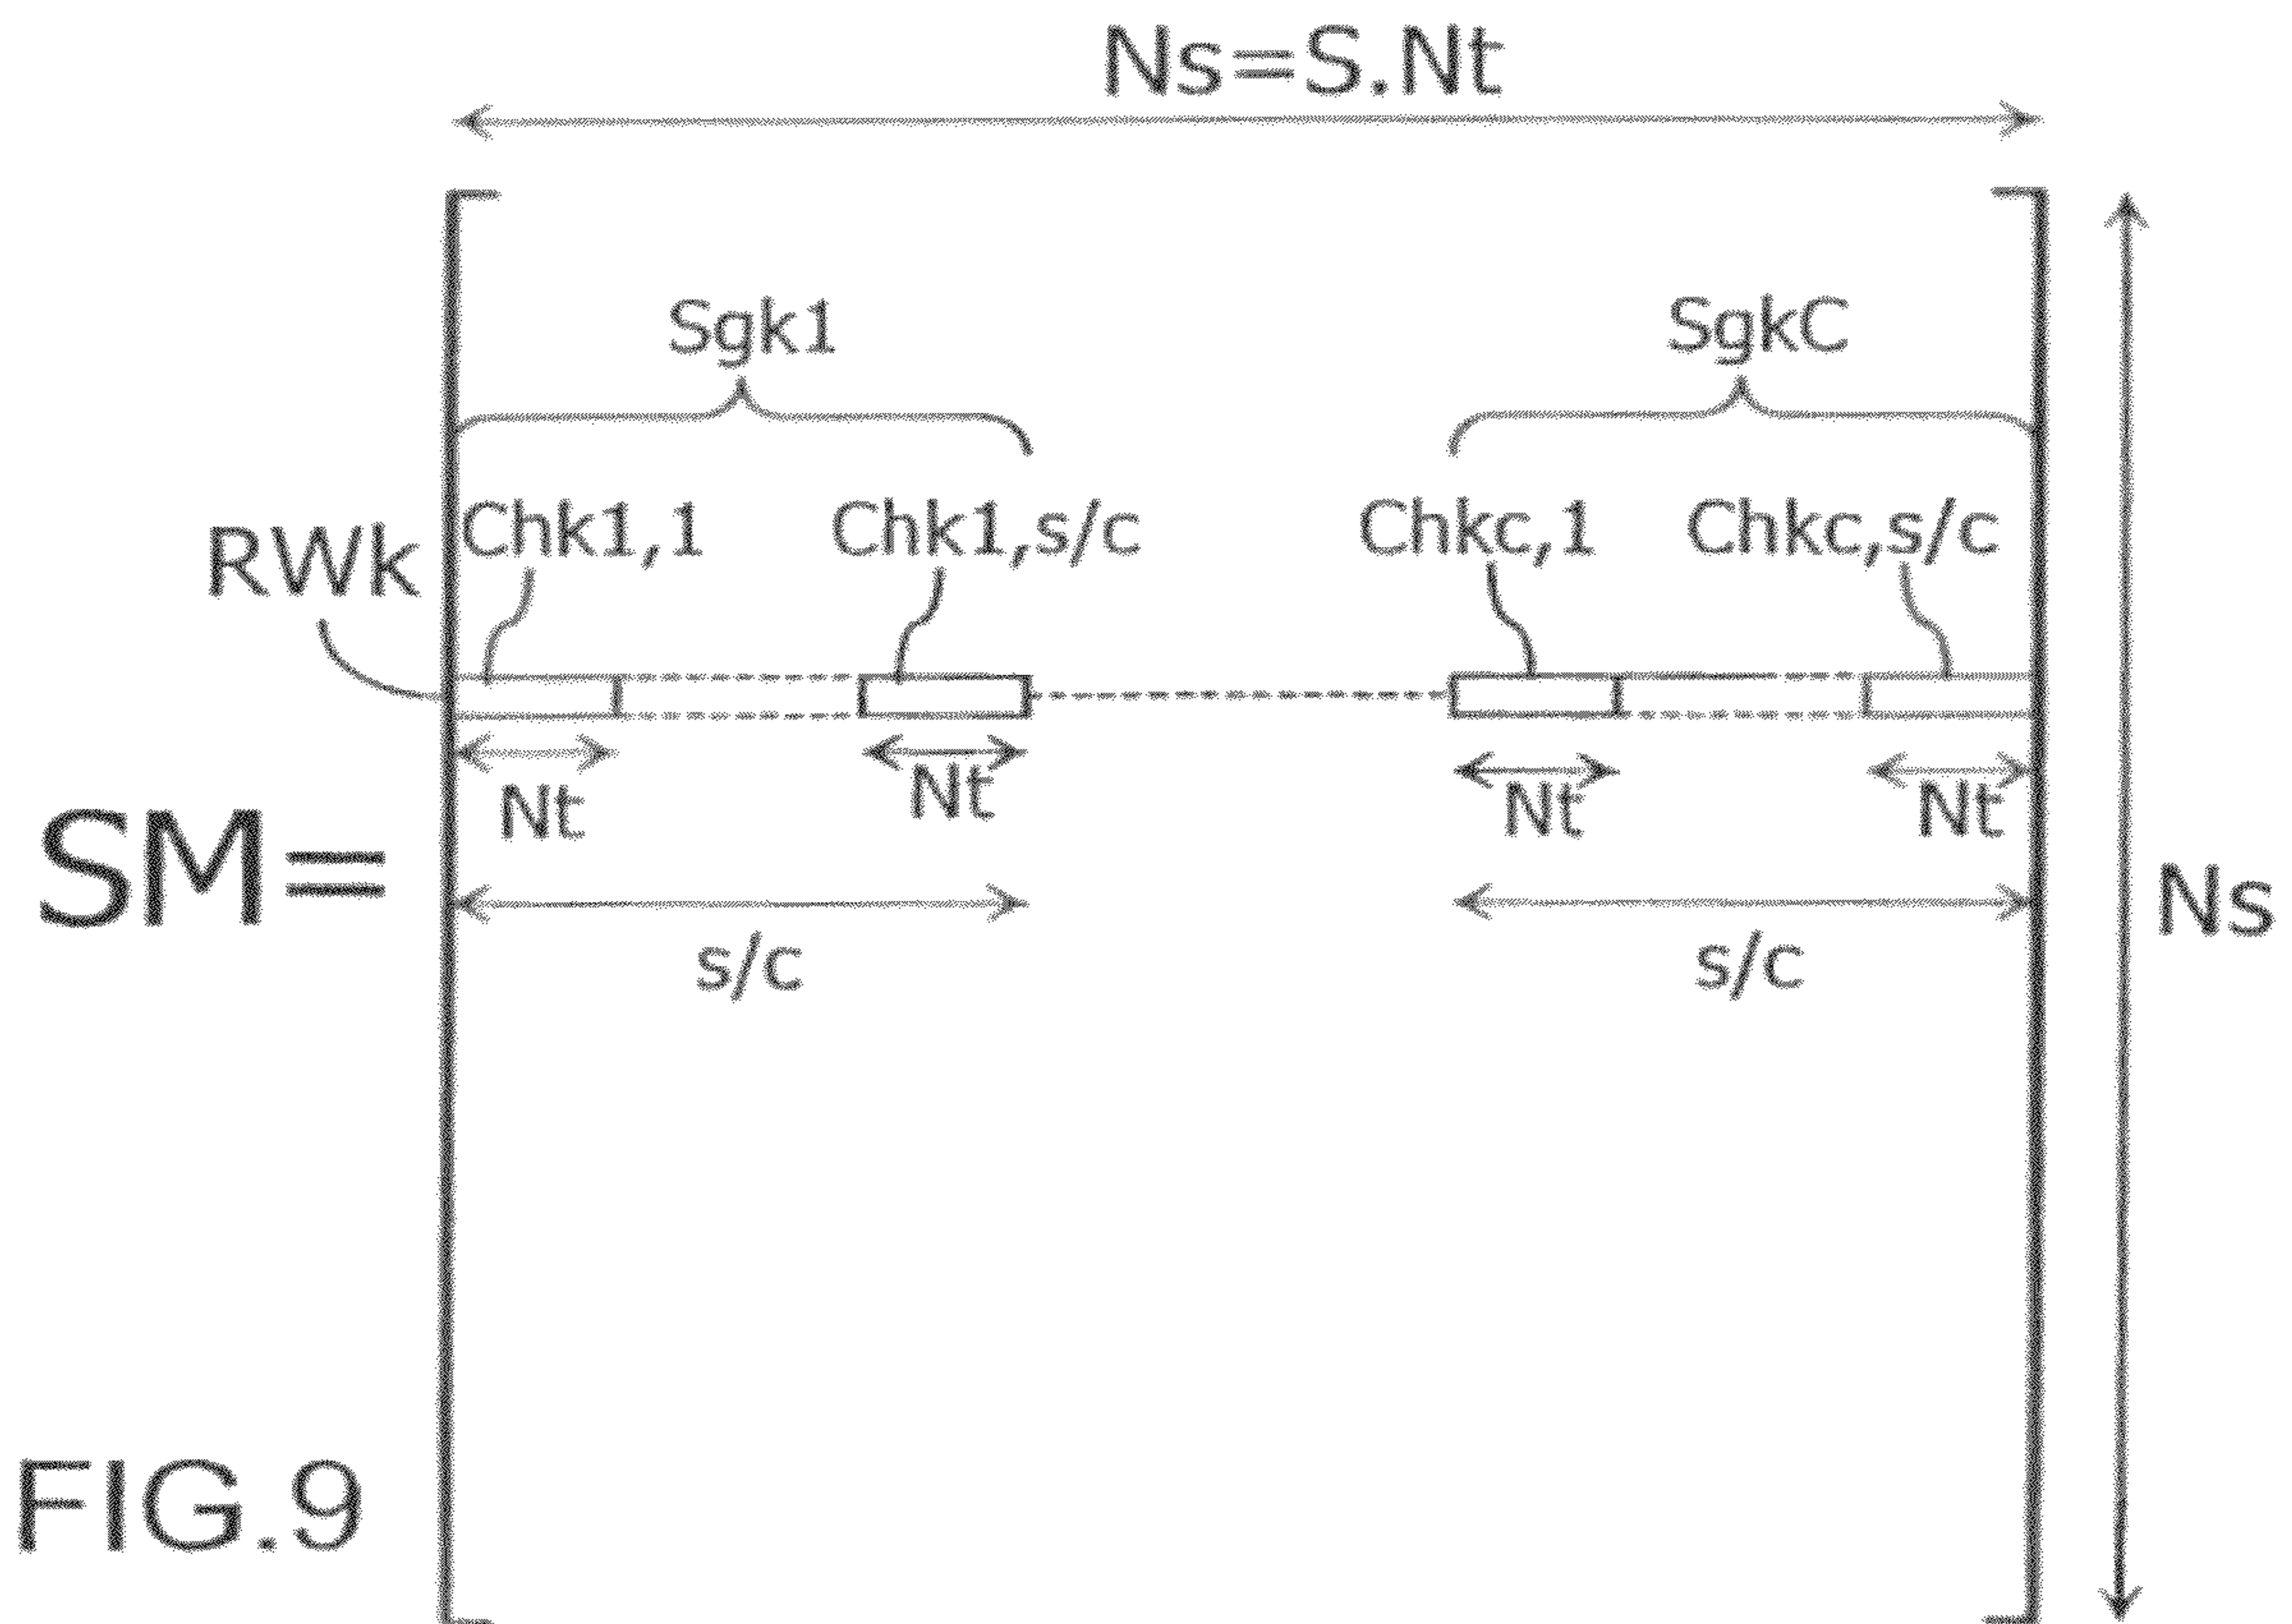 Ns=S.Nt
Sgk1 SgkC
RWk Chk1,1 Chk1,s/c Chkc,1 Chkc,s/c
Nt Nt Nt Nt
SM=
s/c s/c
Ns
FIG.9